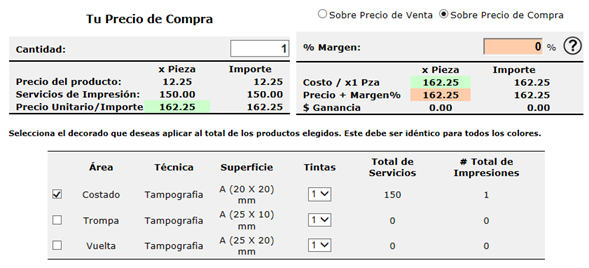 Tu Precio de Compra
Sobre Precio de Venta Sobre Precio de Compra
Cantidad: 1
x Pieza Importe
Precio del producto: 12.25 12.25
Servicios de Impresión: 150.00 150.00
Precio Unitario/Importe 162.25 162.25
% Margen: 0 % ?
x Pieza Importe
Costo / x1 Pza 162.25 162.25
Precio + Margen% 162.25 162.25
$ Ganancia 0.00 0.00
Selecciona el decorado que deseas aplicar al total de los productos elegidos. Este debe ser idéntico para todos los colores.
Área Técnica Superficie Tintas Total de Servicios # Total de Impresiones
Costado Tampografia A (20 X 20) mm 1 150 1
Trompa Tampografia A (25 X 10) mm 1 0 0
Vuelta Tampografia A (25 X 20) mm 1 0 0